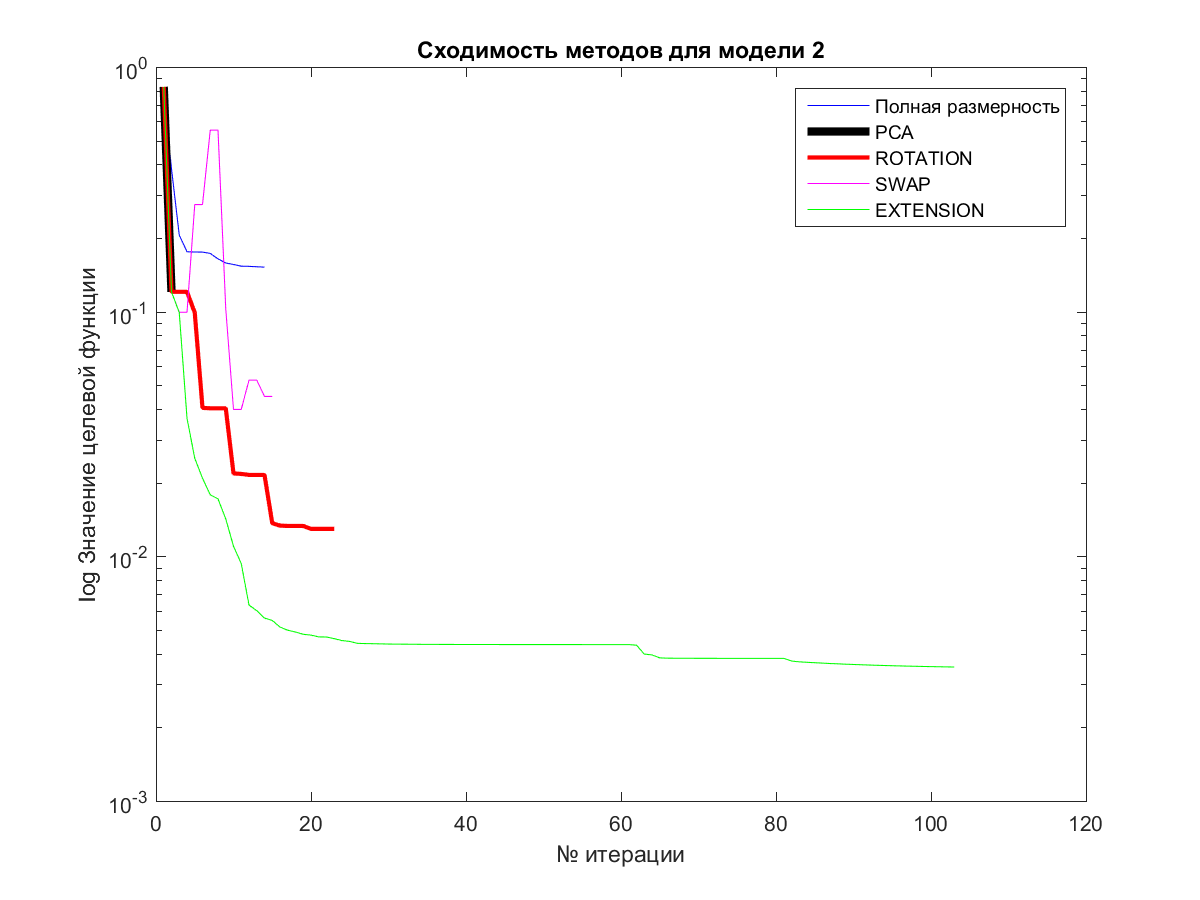 Сходимость методов для модели 2
10^0
10^-1
10^-2
10^-3
log Значение целевой функции
Полная размерность
PCA
ROTATION
SWAP
EXTENSION
0 20 40 60 80 100 120
№ итерации